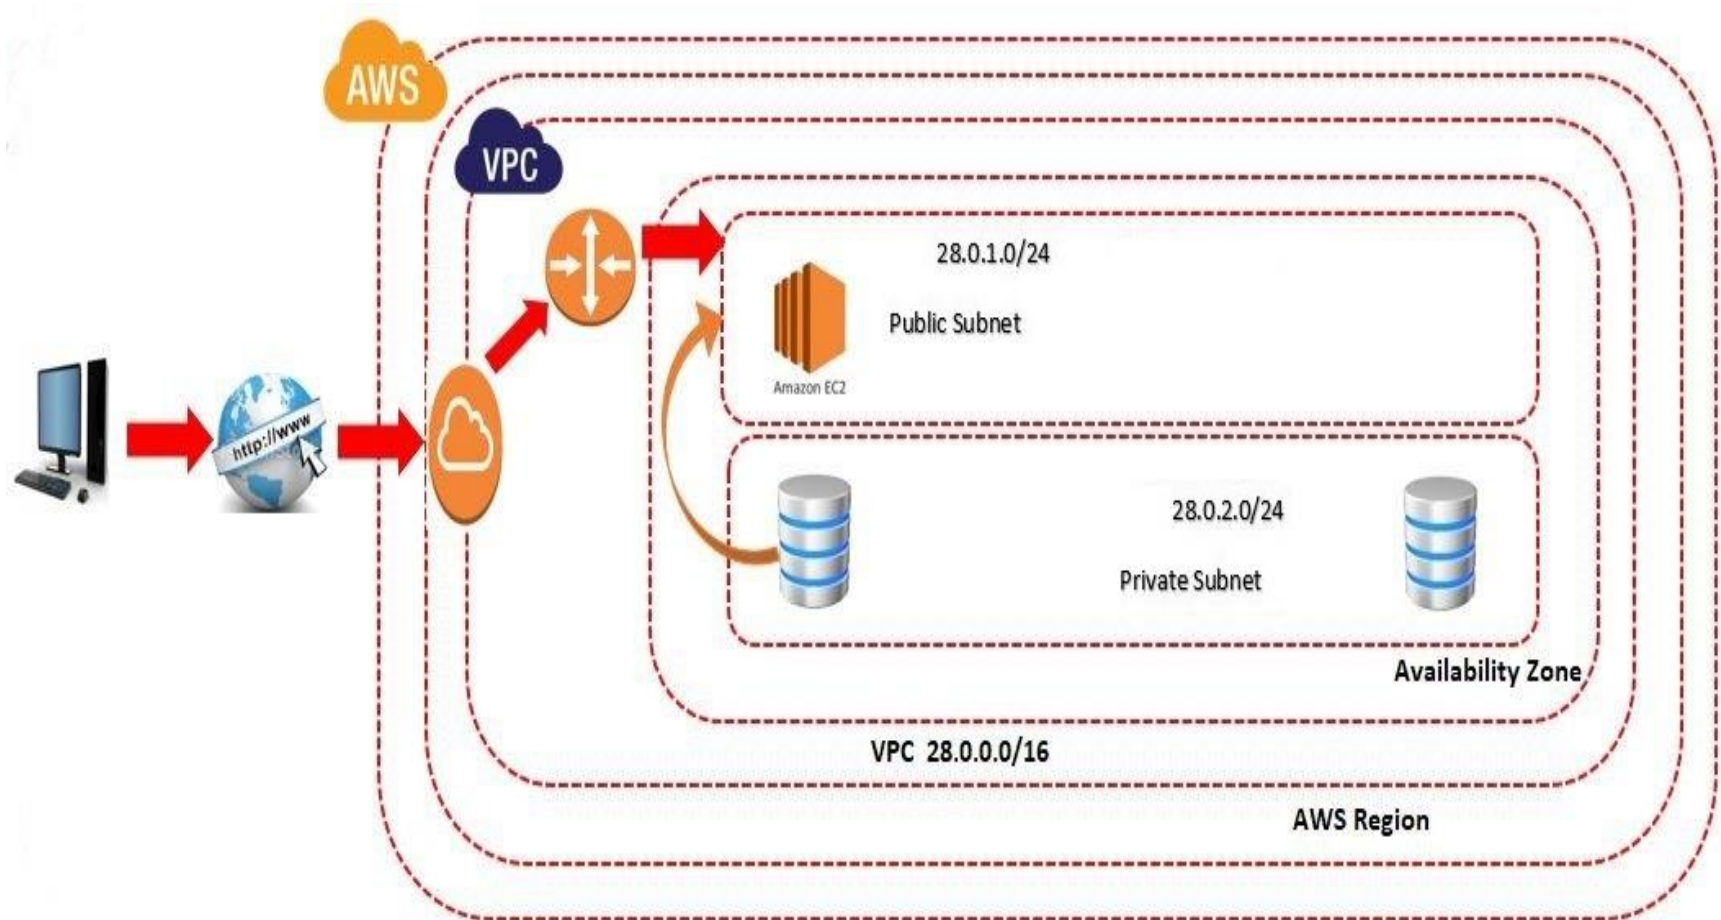 AWS
VPC
28.0.1.0/24
Public Subnet
Amazon EC2
http://www
28.0.2.0/24
Private Subnet
Availability Zone
VPC 28.0.0.0/16
AWS Region